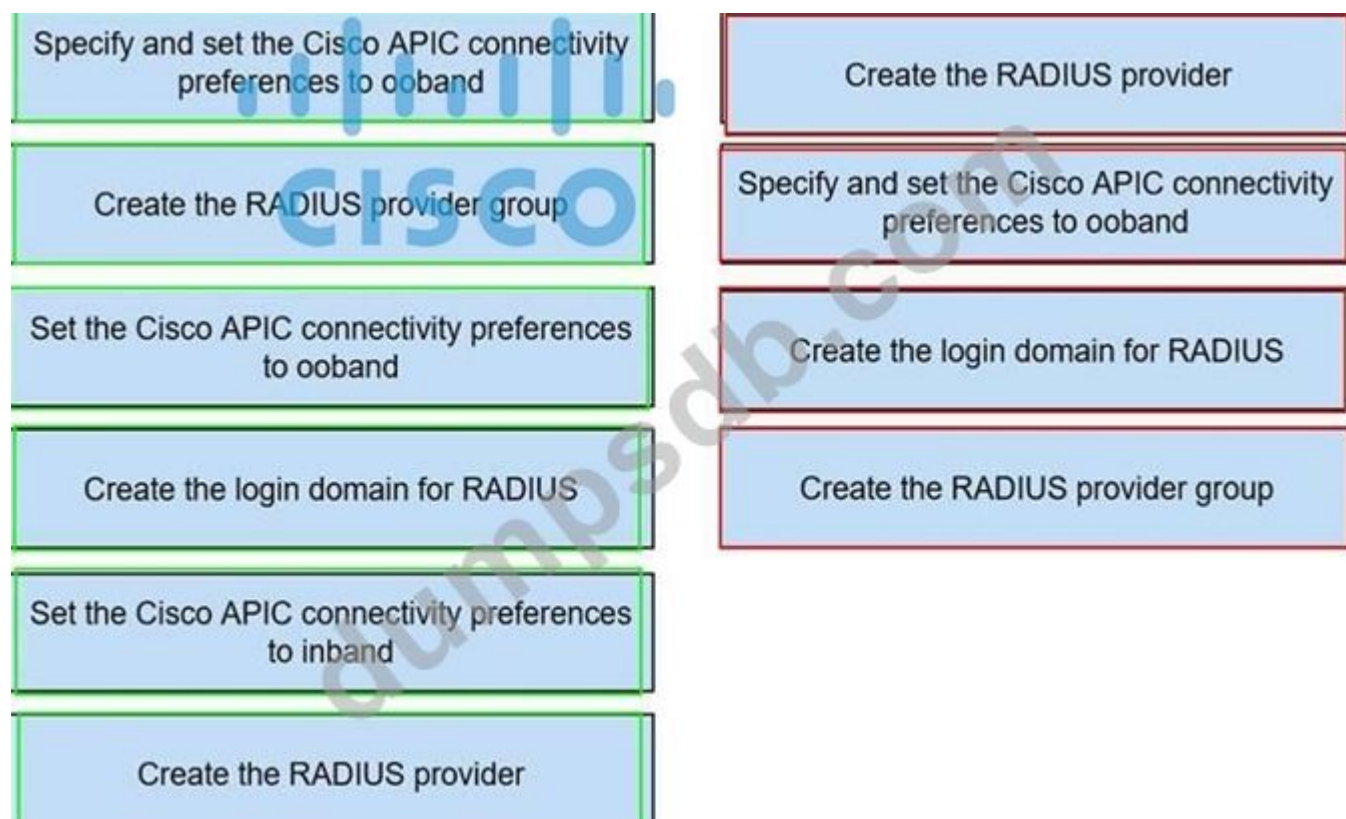 Specify and set the Cisco APIC connectivity
preferences to ooband
Create the RADIUS provider group
Set the Cisco APIC connectivity preferences
to ooband
Create the login domain for RADIUS
Set the Cisco APIC connectivity preferences
to inband
Create the RADIUS provider
Create the RADIUS provider
Specify and set the Cisco APIC connectivity
preferences to ooband
Create the login domain for RADIUS
Create the RADIUS provider group
CISCO
dumpsdb.com